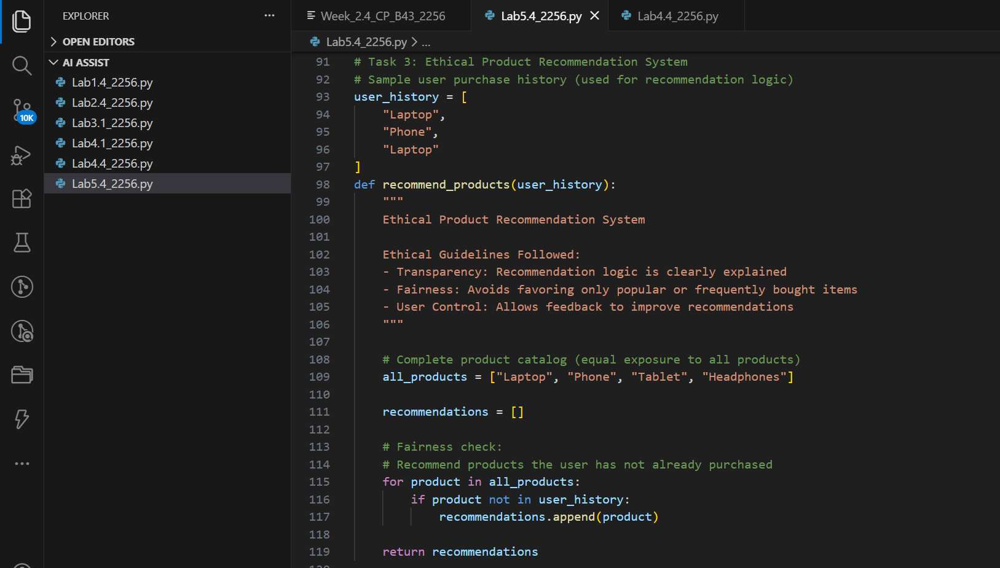 EXPLORER
OPEN EDITORS
AI ASSIST
Lab1.4_2256.py
Lab2.4_2256.py
Lab3.1_2256.py
Lab4.1_2256.py
Lab4.4_2256.py
Lab5.4_2256.py
10K
Week_2.4_CP_B43_2256
Lab5.4_2256.py
Lab4.4_2256.py
Lab5.4_2256.py > ...
91 # Task 3: Ethical Product Recommendation System
92 # Sample user purchase history (used for recommendation logic)
93 user_history = [
94     "Laptop",
95     "Phone",
96     "Laptop"
97 ]
98 def recommend_products(user_history):
99     """
100     Ethical Product Recommendation System
101
102     Ethical Guidelines Followed:
103     - Transparency: Recommendation logic is clearly explained
104     - Fairness: Avoids favoring only popular or frequently bought items
105     - User Control: Allows feedback to improve recommendations
106     """
107
108     # Complete product catalog (equal exposure to all products)
109     all_products = ["Laptop", "Phone", "Tablet", "Headphones"]
110
111     recommendations = []
112
113     # Fairness check:
114     # Recommend products the user has not already purchased
115     for product in all_products:
116         if product not in user_history:
117             recommendations.append(product)
118
119     return recommendations